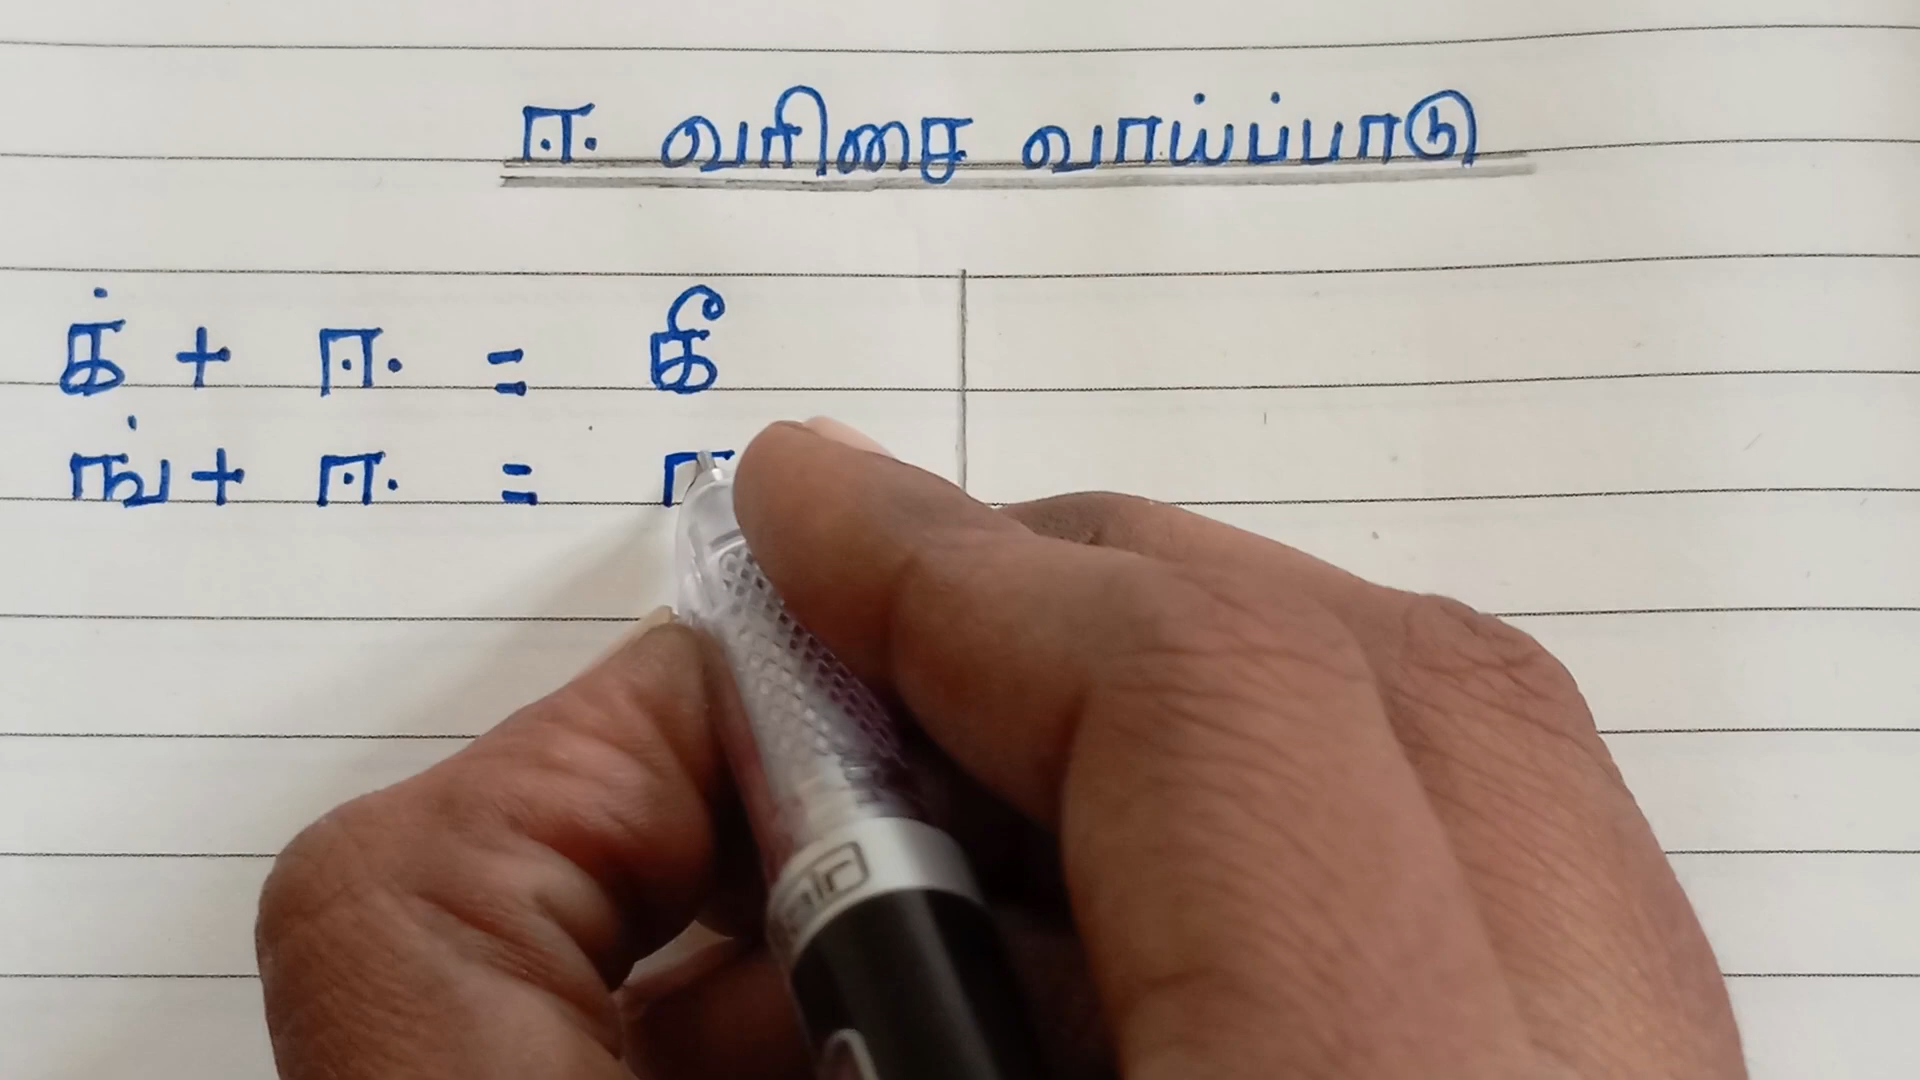 ஈ வரிசை வாய்ப்பாடு
க் + ஈ = கீ
ங் + ஈ =